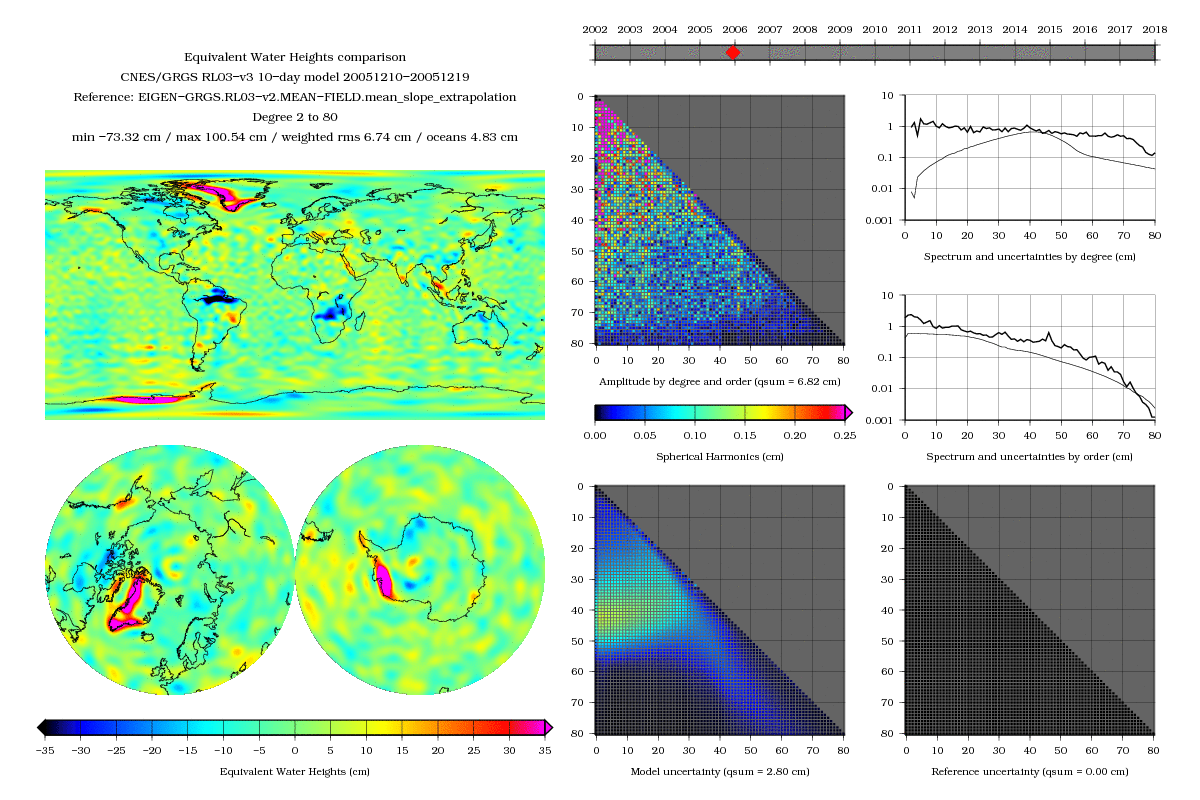 Equivalent Water Heights comparison
CNES/GRGS RL03−v3 10−day model 20051210−20051219
Reference: EIGEN−GRGS.RL03−v2.MEAN−FIELD.mean_slope_extrapolation
Degree 2 to 80
min −73.32 cm / max 100.54 cm / weighted rms 6.74 cm / oceans 4.83 cm
−35 −30 −25 −20 −15 −10 −5 0 5 10 15 20 25 30 35
Equivalent Water Heights (cm)
2002 2003 2004 2005 2006 2007 2008 2009 2010 2011 2012 2013 2014 2015 2016 2017 2018
0
10
20
30
40
50
60
70
80
0 10 20 30 40 50 60 70 80
Amplitude by degree and order (qsum = 6.82 cm)
0.00 0.05 0.10 0.15 0.20 0.25
Spherical Harmonics (cm)
10
1
0.1
0.01
0.001
0 10 20 30 40 50 60 70 80
Spectrum and uncertainties by degree (cm)
10
1
0.1
0.01
0.001
0 10 20 30 40 50 60 70 80
Spectrum and uncertainties by order (cm)
0
10
20
30
40
50
60
70
80
0 10 20 30 40 50 60 70 80
Model uncertainty (qsum = 2.80 cm)
0
10
20
30
40
50
60
70
80
0 10 20 30 40 50 60 70 80
Reference uncertainty (qsum = 0.00 cm)